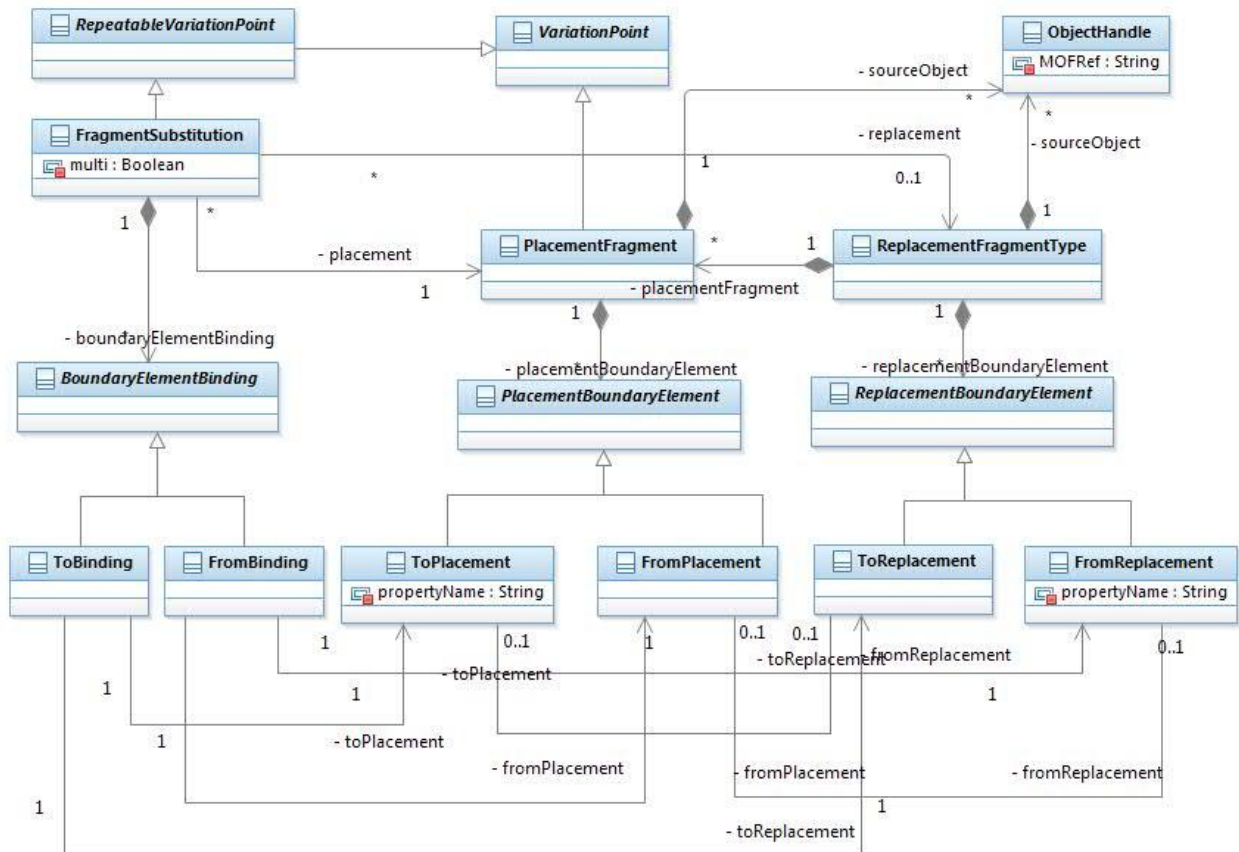 RepeatableVariationPoint
VariationPoint
ObjectHandle
MOFRef : String
- sourceObject
*
*
FragmentSubstitution
multi : Boolean
- replacement
- sourceObject
*
1
0..1
1
*
1
PlacementFragment
*
1
ReplacementFragmentType
- placement
1
- placementFragment
1
1
*
- boundaryElementBinding
*
- placementBoundaryElement
*
- replacementBoundaryElement
BoundaryElementBinding
PlacementBoundaryElement
ReplacementBoundaryElement
ToBinding
FromBinding
ToPlacement
propertyName : String
FromPlacement
ToReplacement
FromReplacement
propertyName : String
1
0..1
1
0..1
0..1
0..1
- toReplacement
- fromReplacement
1
- toPlacement
1
1
1
- toPlacement
- fromPlacement
- fromPlacement
- fromReplacement
1
1
- toReplacement